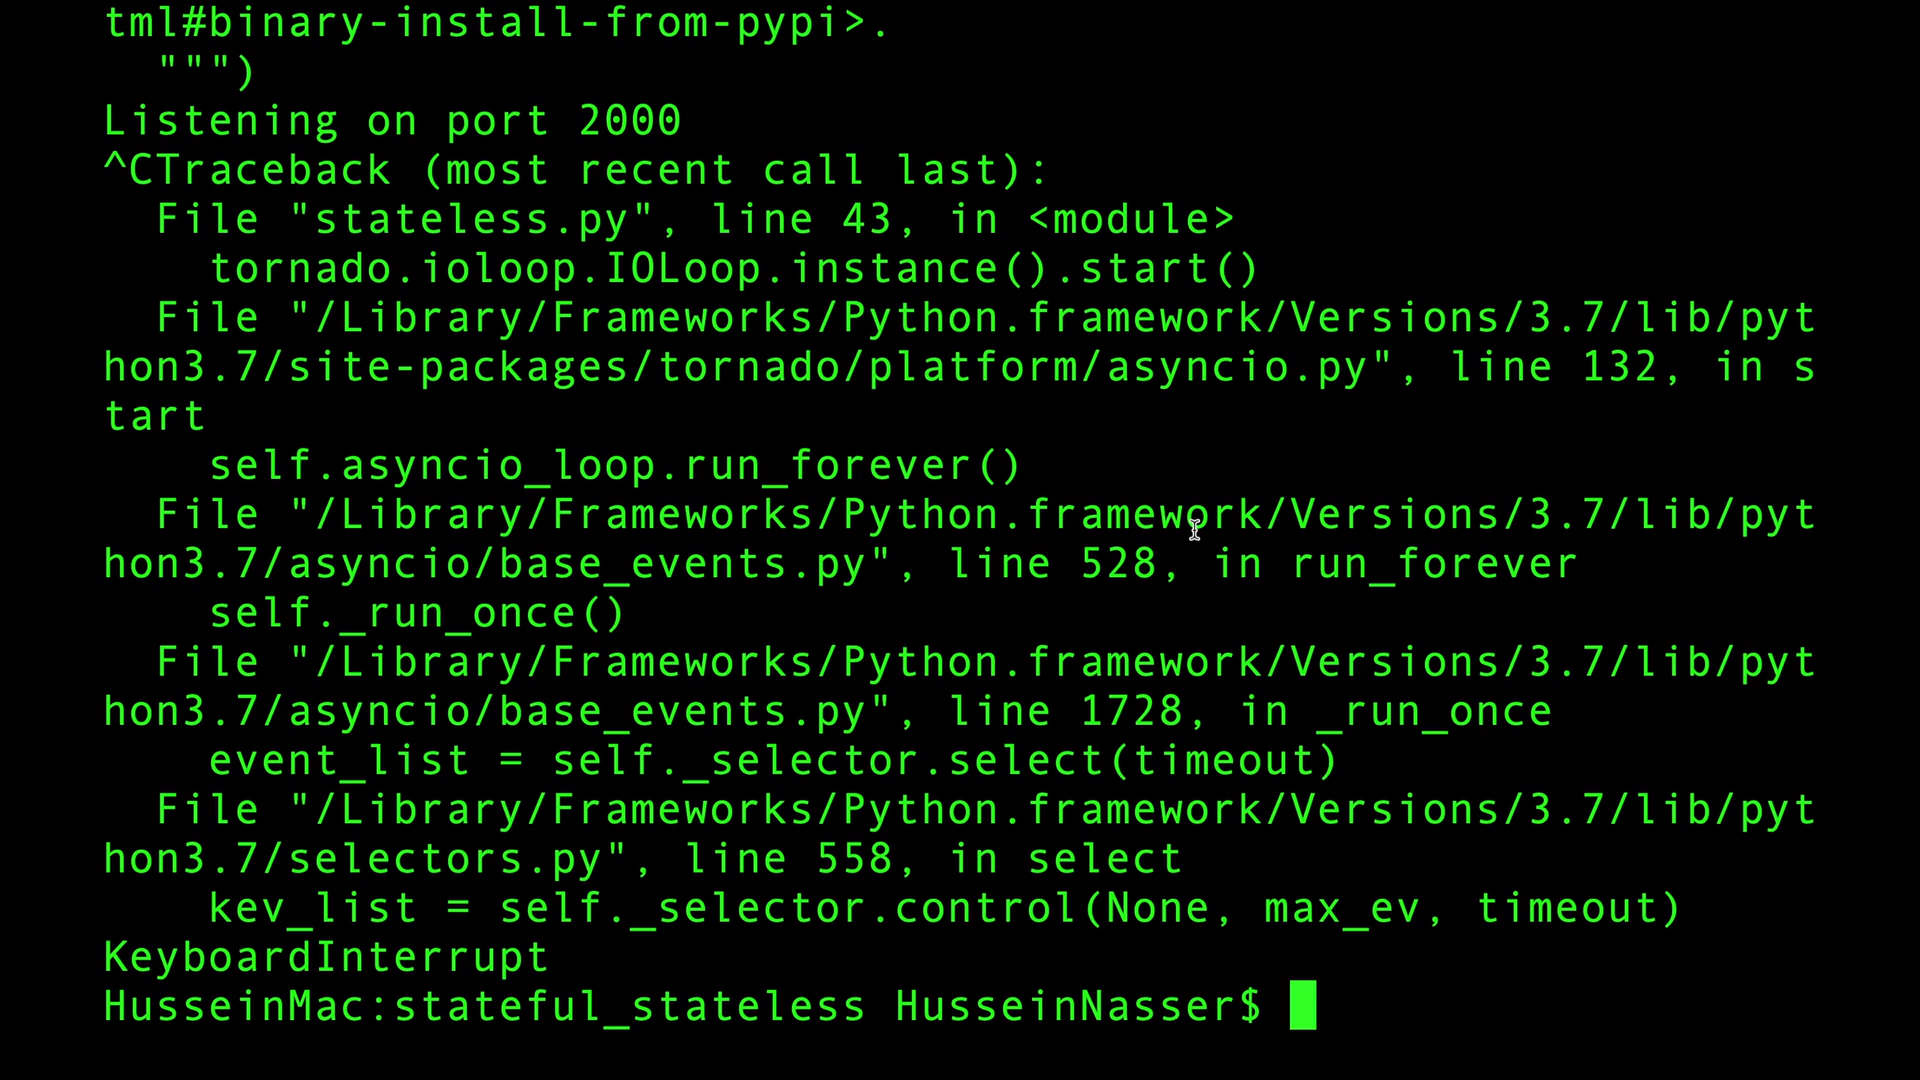 tml#binary-install-from-pypi>.
  """)
Listening on port 2000
^CTraceback (most recent call last):
  File "stateless.py", line 43, in <module>
    tornado.ioloop.IOLoop.instance().start()
  File "/Library/Frameworks/Python.framework/Versions/3.7/lib/pyt
hon3.7/site-packages/tornado/platform/asyncio.py", line 132, in s
tart
    self.asyncio_loop.run_forever()
  File "/Library/Frameworks/Python.framework/Versions/3.7/lib/pyt
hon3.7/asyncio/base_events.py", line 528, in run_forever
    self._run_once()
  File "/Library/Frameworks/Python.framework/Versions/3.7/lib/pyt
hon3.7/asyncio/base_events.py", line 1728, in _run_once
    event_list = self._selector.select(timeout)
  File "/Library/Frameworks/Python.framework/Versions/3.7/lib/pyt
hon3.7/selectors.py", line 558, in select
    kev_list = self._selector.control(None, max_ev, timeout)
KeyboardInterrupt
HusseinMac:stateful_stateless HusseinNasser$